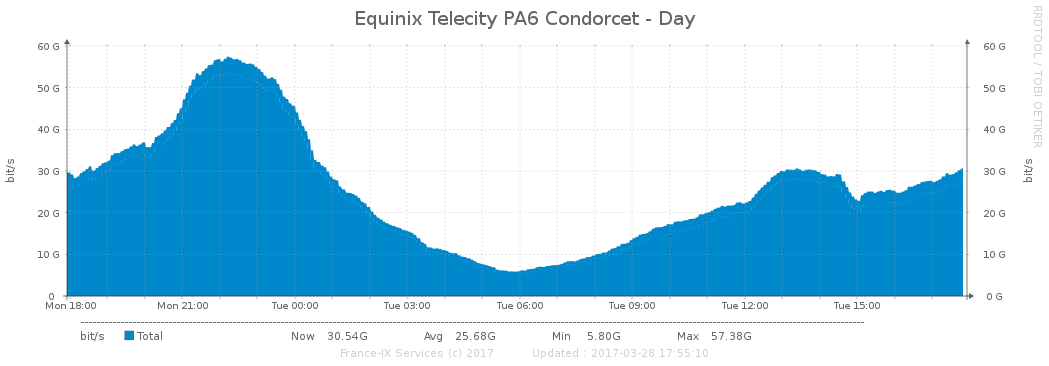 Equinix Telecity PA6 Condorcet - Day
RRDTOOL / TOBI OETIKER
bit/s
60 G
50 G
40 G
30 G
20 G
10 G
0
60 G
50 G
40 G
30 G
20 G
10 G
0 G
bit/s
Mon 18:00 Mon 21:00 Tue 00:00 Tue 03:00 Tue 06:00 Tue 09:00 Tue 12:00 Tue 15:00
bit/s Total Now 30.54G Avg 25.68G Min 5.80G Max 57.38G
France-IX Services (c) 2017 Updated : 2017-03-28 17:55:10